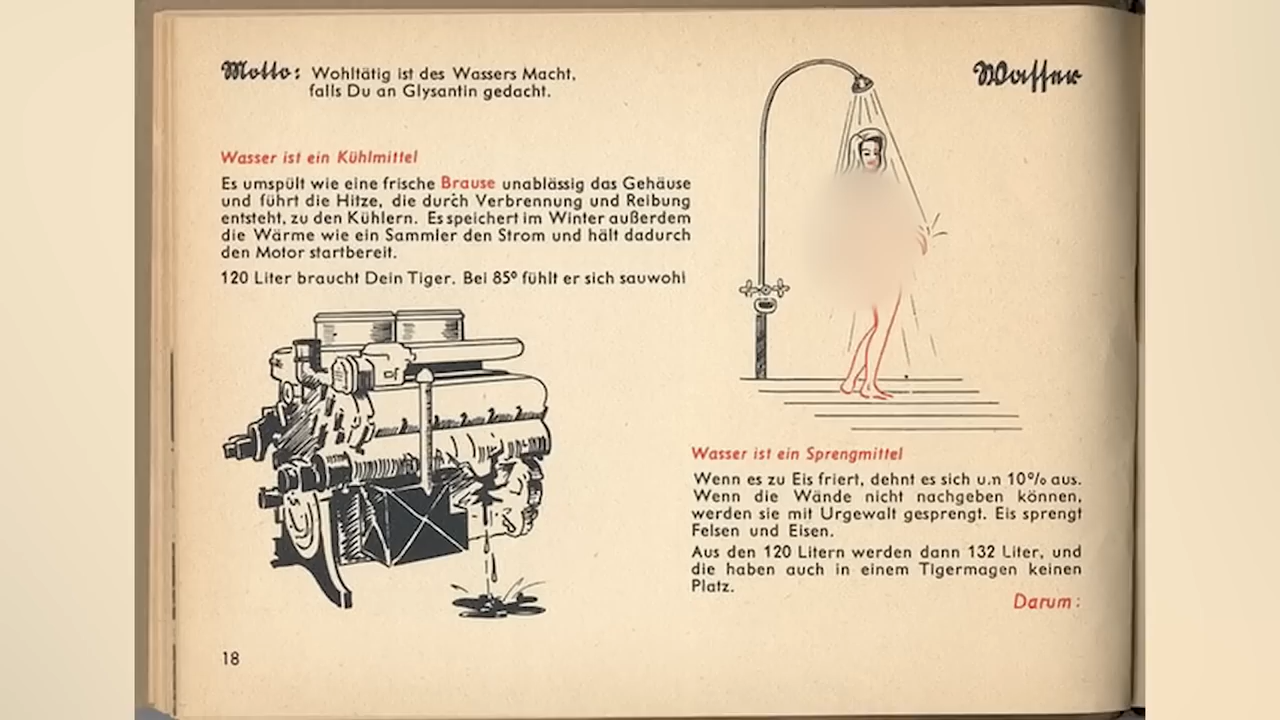 Motto: Wohltätig ist des Wassers Macht,
falls Du an Glysantin gedacht.
Wasser
Wasser ist ein Kühlmittel
Es umspült wie eine frische Brause unablässig das Gehäuse
und führt die Hitze, die durch Verbrennung und Reibung
entsteht, zu den Kühlern. Es speichert im Winter außerdem
die Wärme wie ein Sammler den Strom und hält dadurch
den Motor startbereit.
120 Liter braucht Dein Tiger. Bei 85° fühlt er sich sauwohl
Wasser ist ein Sprengmittel
Wenn es zu Eis friert, dehnt es sich u.n 10% aus.
Wenn die Wände nicht nachgeben können,
werden sie mit Urgewalt gesprengt. Eis sprengt
Felsen und Eisen.
Aus den 120 Litern werden dann 132 Liter, und
die haben auch in einem Tigermagen keinen
Platz.
Darum:
18